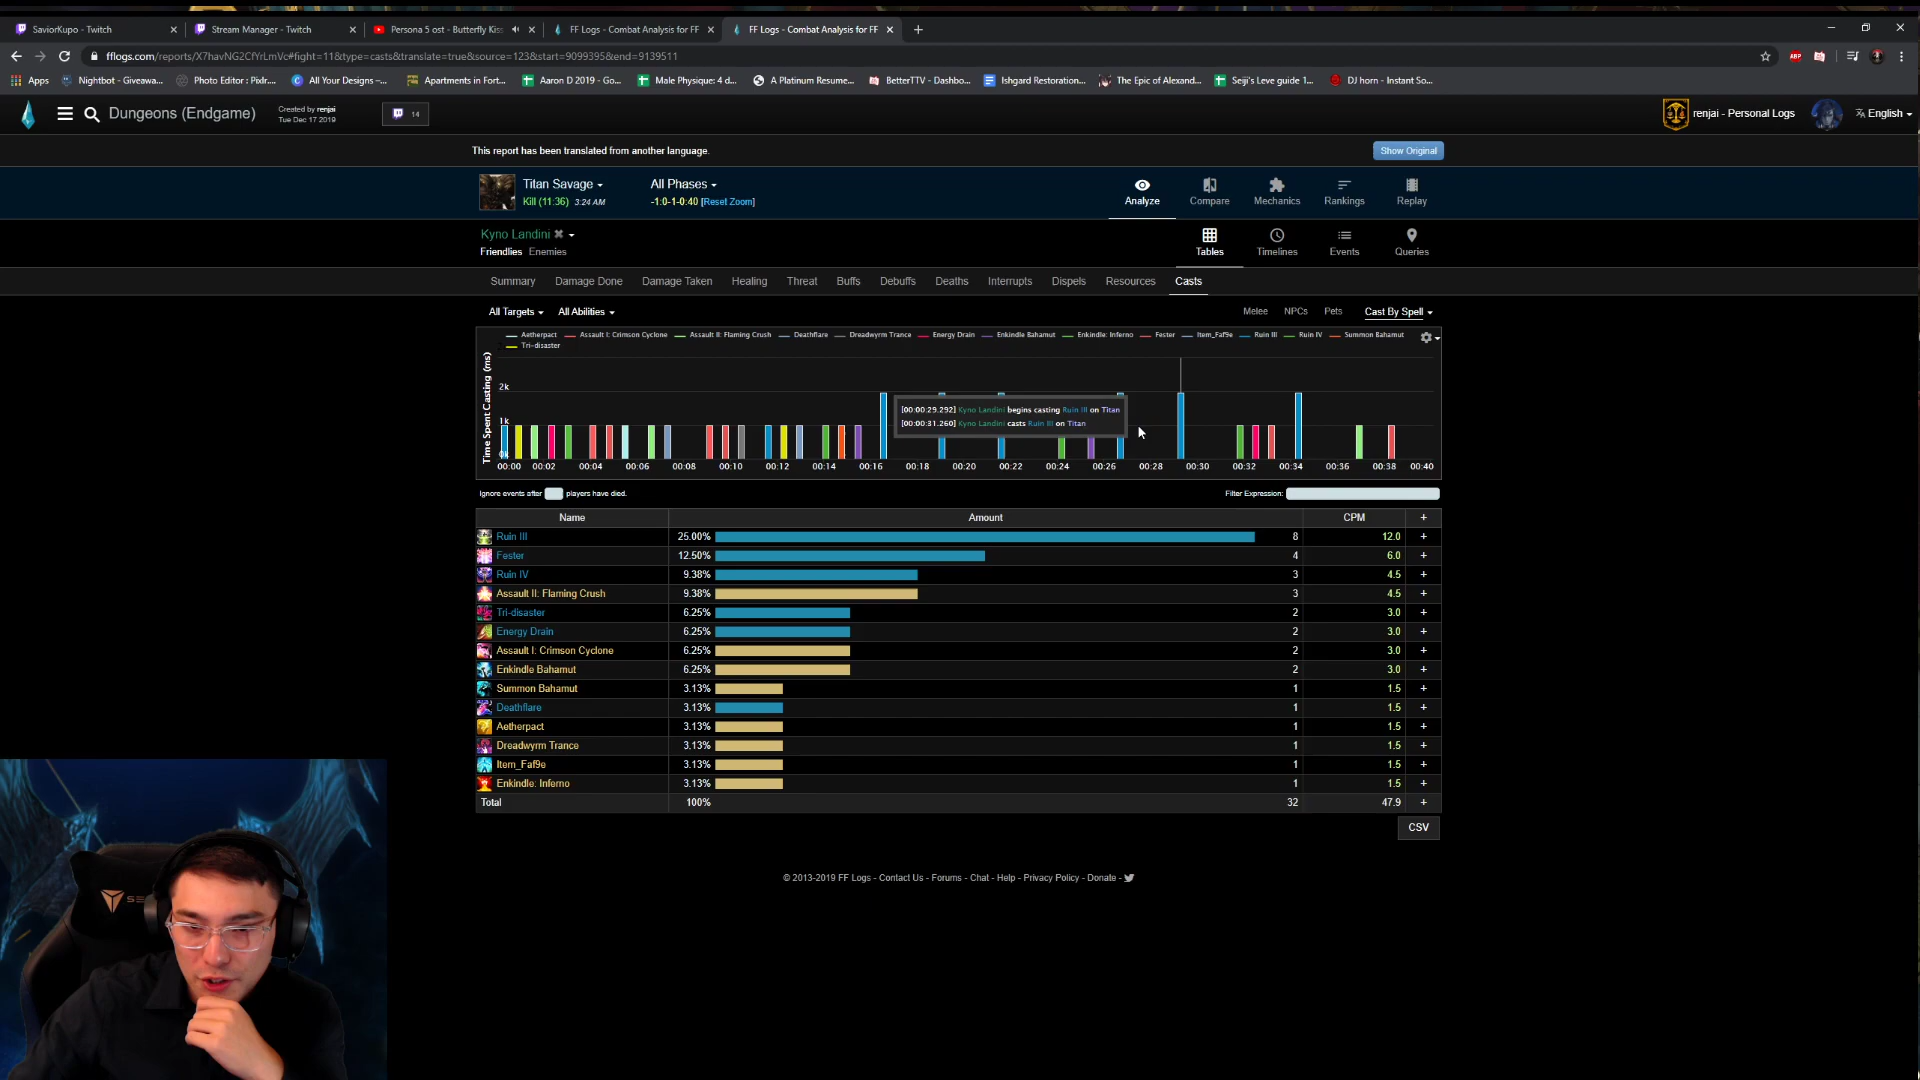 SaviorKupo - Twitch
Stream Manager - Twitch
Persona 5 ost - Butterfly Kiss
FF Logs - Combat Analysis for FF
FF Logs - Combat Analysis for FF
fflogs.com/reports/X7havNG2CfYrLmVc#fight=11&type=casts&translate=true&source=123&start=9099395&end=9139511
Apps
Nightbot - Giveawa...
Photo Editor : Pixlr...
All Your Designs –...
Apartments in Fort...
Aaron D 2019 - Go...
Male Physique: 4 d...
A Platinum Resume...
BetterTTV - Dashbo...
Ishgard Restoration...
The Epic of Alexand...
Seiji's Leve guide 1...
DJ horn - Instant So...
Dungeons (Endgame)
Created by renjai
Tue Dec 17 2019
14
renjai - Personal Logs
English
This report has been translated from another language.
Show Original
Titan Savage
Kill (11:36) 3:24 AM
All Phases
-1:0-1-0:40 [Reset Zoom]
Analyze
Compare
Mechanics
Rankings
Replay
Kyno Landini
Friendlies Enemies
Tables
Timelines
Events
Queries
Summary Damage Done Damage Taken Healing Threat Buffs Debuffs Deaths Interrupts Dispels Resources Casts
All Targets All Abilities
Melee NPCs Pets Cast By Spell
Aetherpact Assault I: Crimson Cyclone Assault II: Flaming Crush Deathflare Dreadwyrm Trance Energy Drain Enkindle Bahamut Enkindle: Inferno Fester Item_Faf9e Ruin III Ruin IV Summon Bahamut
Tri-disaster
Time Spent Casting (ms)
2k
1k
0k
[00:00:29.292] Kyno Landini begins casting Ruin III on Titan
[00:00:31.260] Kyno Landini casts Ruin III on Titan
00:00 00:02 00:04 00:06 00:08 00:10 00:12 00:14 00:16 00:18 00:20 00:22 00:24 00:26 00:28 00:30 00:32 00:34 00:36 00:38 00:40
Ignore events after players have died.
Filter Expression:
Name Amount CPM +
Ruin III 25.00% 8 12.0 +
Fester 12.50% 4 6.0 +
Ruin IV 9.38% 3 4.5 +
Assault II: Flaming Crush 9.38% 3 4.5 +
Tri-disaster 6.25% 2 3.0 +
Energy Drain 6.25% 2 3.0 +
Assault I: Crimson Cyclone 6.25% 2 3.0 +
Enkindle Bahamut 6.25% 2 3.0 +
Summon Bahamut 3.13% 1 1.5 +
Deathflare 3.13% 1 1.5 +
Aetherpact 3.13% 1 1.5 +
Dreadwyrm Trance 3.13% 1 1.5 +
Item_Faf9e 3.13% 1 1.5 +
Enkindle: Inferno 3.13% 1 1.5 +
Total 100% 32 47.9 +
CSV
© 2013-2019 FF Logs - Contact Us - Forums - Chat - Help - Privacy Policy - Donate -